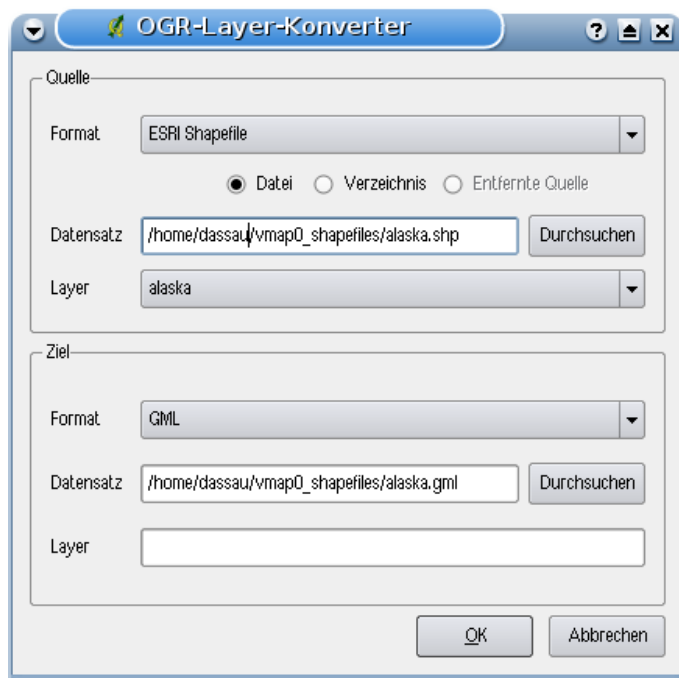 OGR-Layer-Konverter
Quelle
Format ESRI Shapefile
Datei Verzeichnis Entfernte Quelle
Datensatz /home/dassau/vmap0_shapefiles/alaska.shp Durchsuchen
Layer alaska
Ziel
Format GML
Datensatz /home/dassau/vmap0_shapefiles/alaska.gml Durchsuchen
Layer
OK Abbrechen